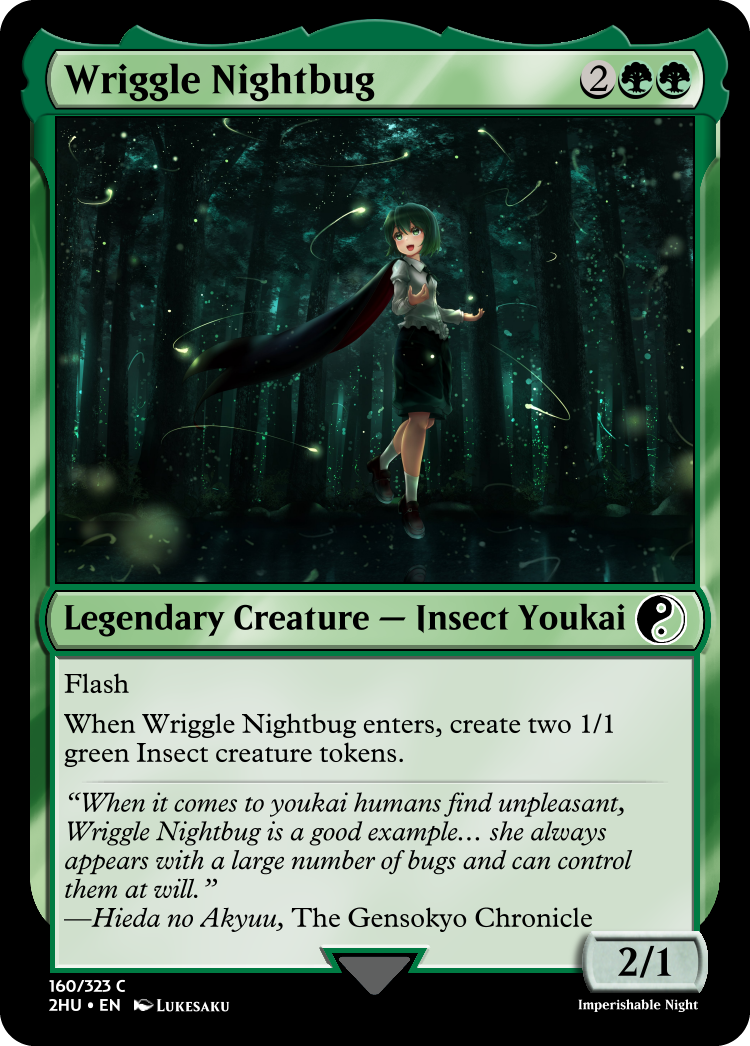 Wriggle Nightbug 2
Legendary Creature — Insect Youkai
Flash
When Wriggle Nightbug enters, create two 1/1
green Insect creature tokens.
“When it comes to youkai humans find unpleasant,
Wriggle Nightbug is a good example… she always
appears with a large number of bugs and can control
them at will.”
—Hieda no Akyuu, The Gensokyo Chronicle
2/1
160/323 C
2HU • EN Lukesaku
Imperishable Night